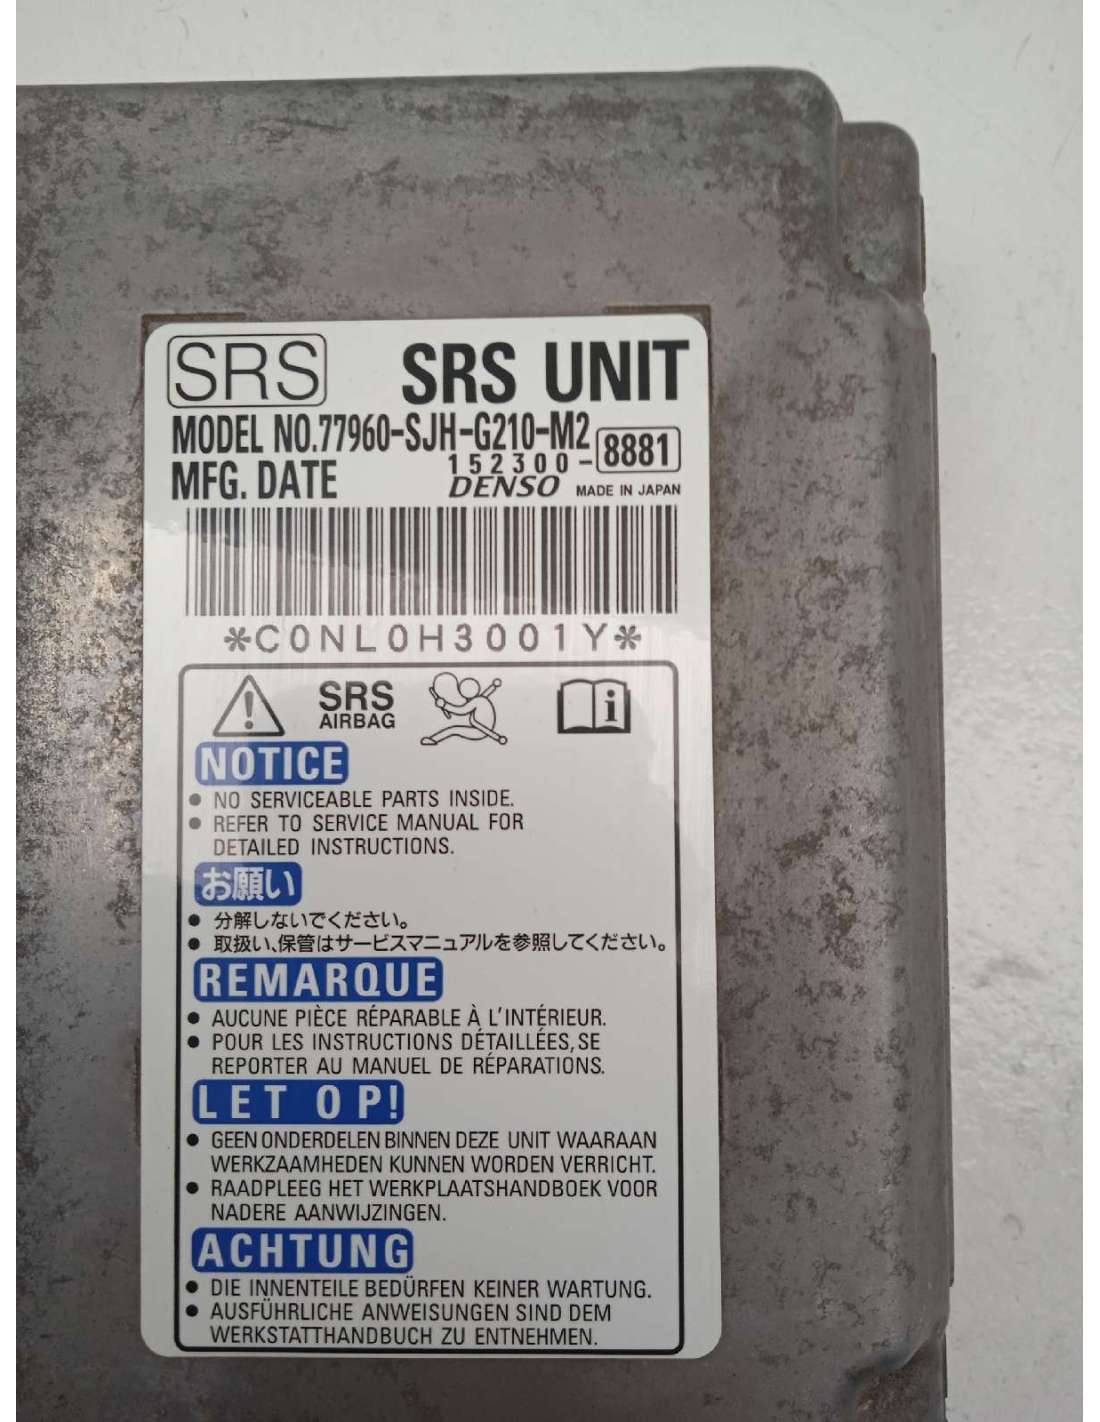 SRS SRS UNIT
MODEL NO.77960-SJH-G210-M2
152300-8881
MFG. DATE DENSO MADE IN JAPAN
*C0NL0H3001Y*
SRS
AIRBAG
NOTICE
• NO SERVICEABLE PARTS INSIDE.
• REFER TO SERVICE MANUAL FOR
DETAILED INSTRUCTIONS.
お願い
• 分解しないでください。
• 取扱い、保管はサービスマニュアルを参照してください。
REMARQUE
• AUCUNE PIÈCE RÉPARABLE À L'INTÉRIEUR.
• POUR LES INSTRUCTIONS DÉTAILLÉES, SE
REPORTER AU MANUEL DE RÉPARATIONS.
LET OP!
• GEEN ONDERDELEN BINNEN DEZE UNIT WAARAAN
WERKZAAMHEDEN KUNNEN WORDEN VERRICHT.
• RAADPLEEG HET WERKPLAATSHANDBOEK VOOR
NADERE AANWIJZINGEN.
ACHTUNG
• DIE INNENTEILE BEDÜRFEN KEINER WARTUNG.
• AUSFÜHRLICHE ANWEISUNGEN SIND DEM
WERKSTATTHANDBUCH ZU ENTNEHMEN.